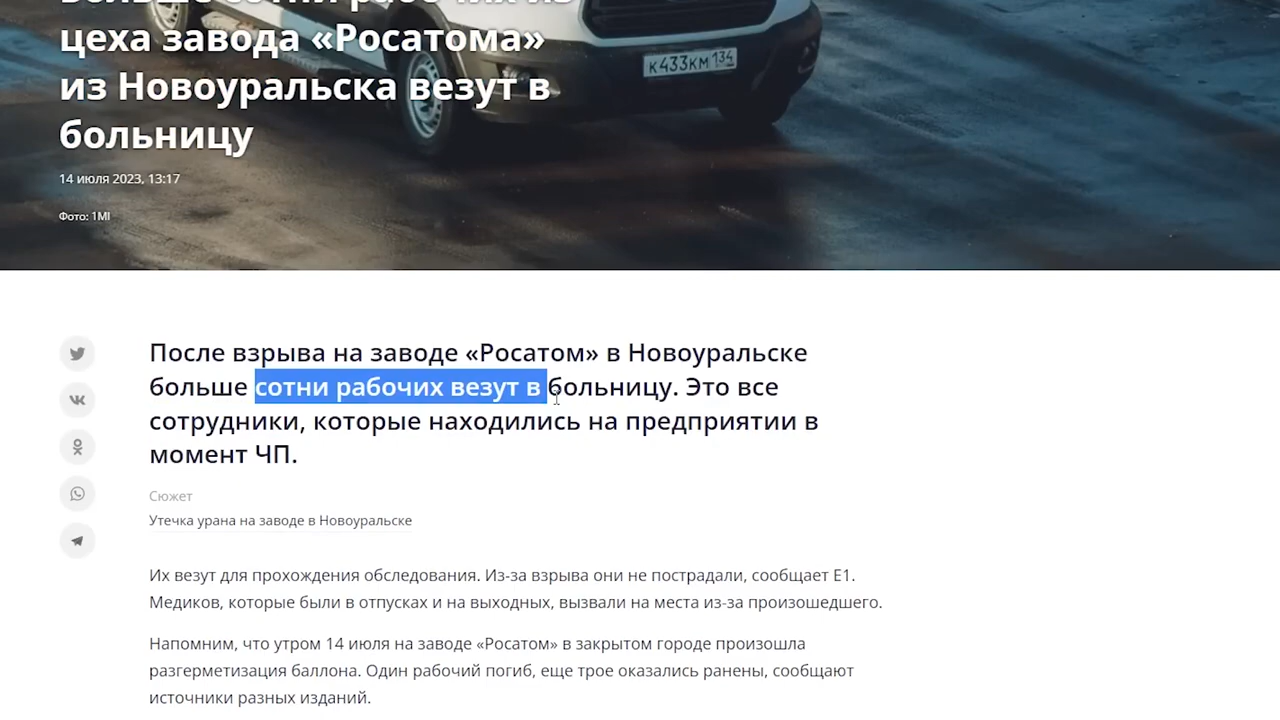 сотни рабочих из
цеха завода «Росатома»
из Новоуральска везут в
больницу
14 июля 2023, 13:17
Фото: 1MI
К433КМ 134
После взрыва на заводе «Росатом» в Новоуральске
больше сотни рабочих везут в больницу. Это все
сотрудники, которые находились на предприятии в
момент ЧП.
Сюжет
Утечка урана на заводе в Новоуральске
Их везут для прохождения обследования. Из-за взрыва они не пострадали, сообщает Е1.
Медиков, которые были в отпусках и на выходных, вызвали на места из-за произошедшего.
Напомним, что утром 14 июля на заводе «Росатом» в закрытом городе произошла
разгерметизация баллона. Один рабочий погиб, еще трое оказались ранены, сообщают
источники разных изданий.